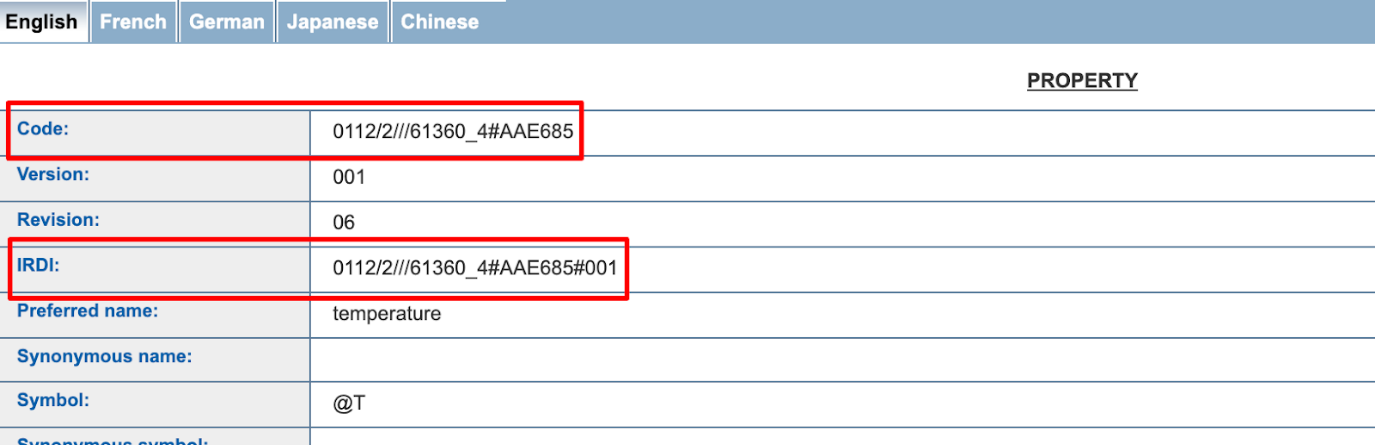 English French German Japanese Chinese
PROPERTY
Code: 0112/2///61360_4#AAE685
Version: 001
Revision: 06
IRDI: 0112/2///61360_4#AAE685#001
Preferred name: temperature
Synonymous name:
Symbol: @T
Synonymous symbol: